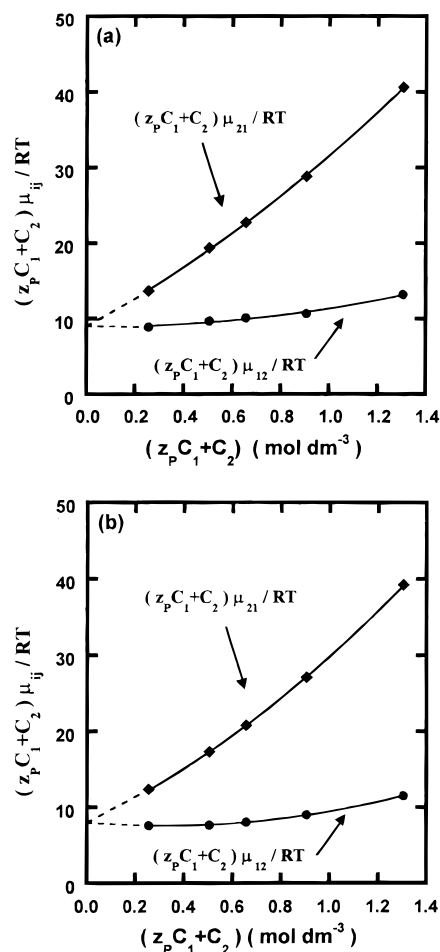 (a)
( z_P C_1 + C_2 ) μ_ij / RT
50
40
30
20
10
0
( z_P C_1 + C_2 ) μ_21 / RT
( z_P C_1 + C_2 ) μ_12 / RT
0.0 0.2 0.4 0.6 0.8 1.0 1.2 1.4
( z_P C_1 + C_2 ) ( mol dm^-3 )
(b)
( z_P C_1 + C_2 ) μ_ij / RT
50
40
30
20
10
0
( z_P C_1 + C_2 ) μ_21 / RT
( z_P C_1 + C_2 ) μ_12 / RT
0.0 0.2 0.4 0.6 0.8 1.0 1.2 1.4
( z_P C_1 + C_2 ) ( mol dm^-3 )